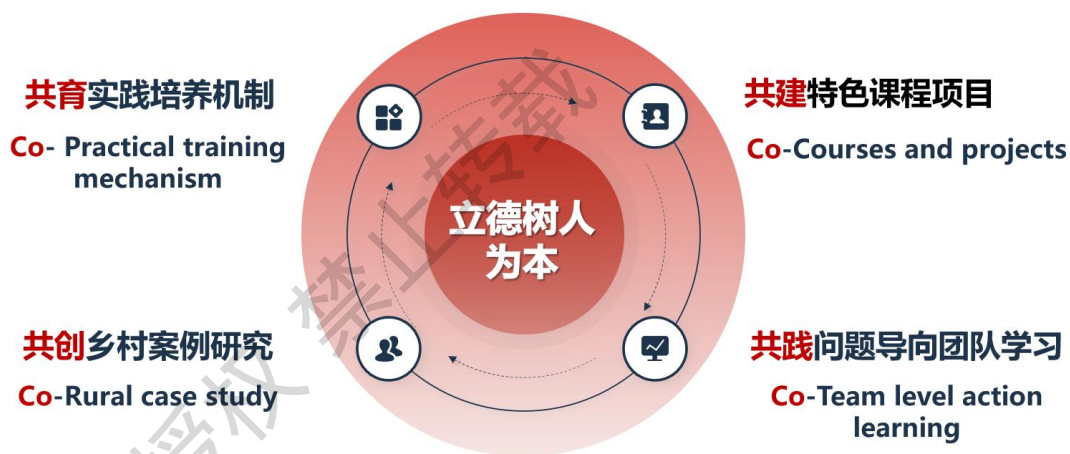 共育实践培养机制
Co- Practical training
mechanism
共建特色课程项目
Co-Courses and projects
立德树人
为本
共创乡村案例研究
Co-Rural case study
共践问题导向团队学习
Co-Team level action
learning
授权 禁止转载